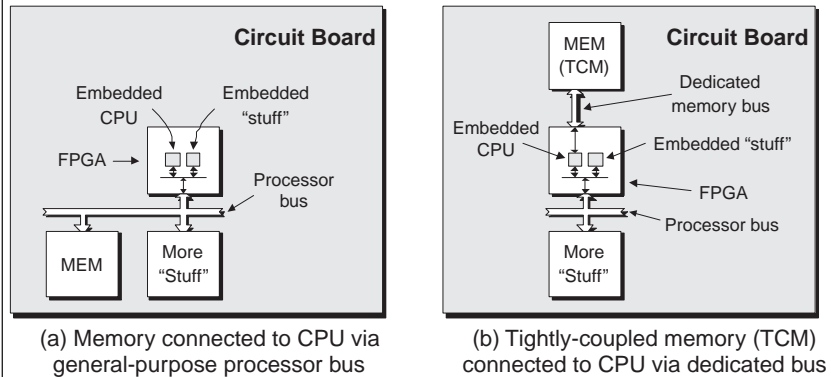 Circuit Board
Embedded
CPU
Embedded
“stuff”
FPGA
Processor
bus
MEM
More
“Stuff”
(a) Memory connected to CPU via
general-purpose processor bus
Circuit Board
MEM
(TCM)
Dedicated
memory bus
Embedded
CPU
Embedded “stuff”
FPGA
Processor bus
More
“Stuff”
(b) Tightly-coupled memory (TCM)
connected to CPU via dedicated bus